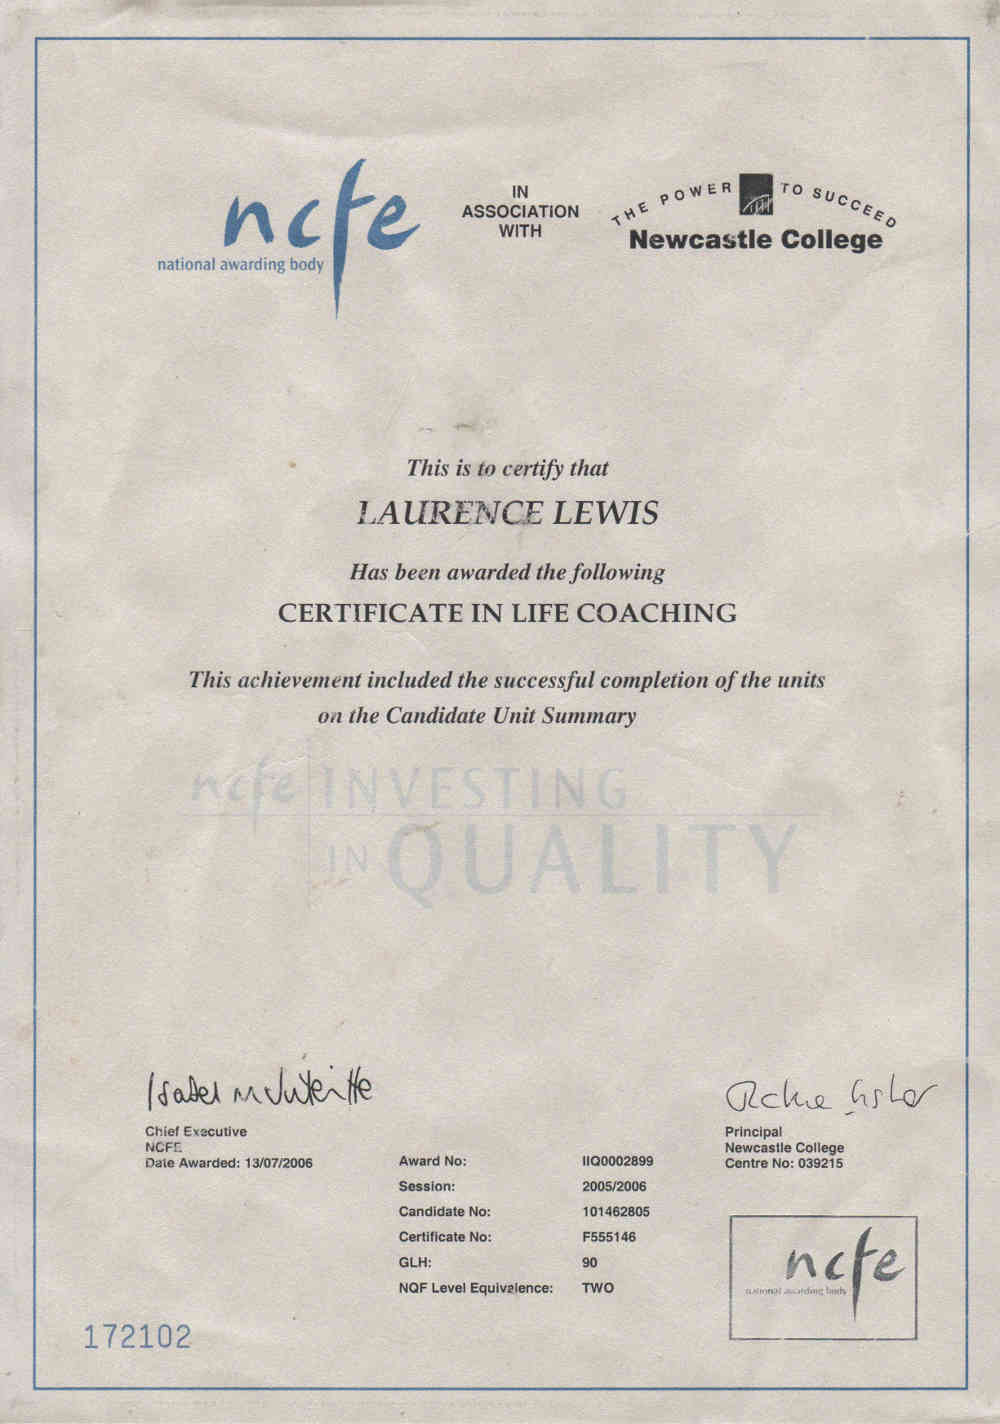 ncfe
national awarding body
IN
ASSOCIATION
WITH
THE POWER TO SUCCEED
Newcastle College
This is to certify that
LAURENCE LEWIS
Has been awarded the following
CERTIFICATE IN LIFE COACHING
This achievement included the successful completion of the units
on the Candidate Unit Summary
ncfe INVESTING
IN QUALITY
Isabel
Chief Executive
NCFE
Date Awarded: 13/07/2006
Principal
Newcastle College
Centre No: 039215
Award No: IIQ0002899
Session: 2005/2006
Candidate No: 101462805
Certificate No: F555146
GLH: 90
NQF Level Equivalence: TWO
ncfe
national awarding body
172102